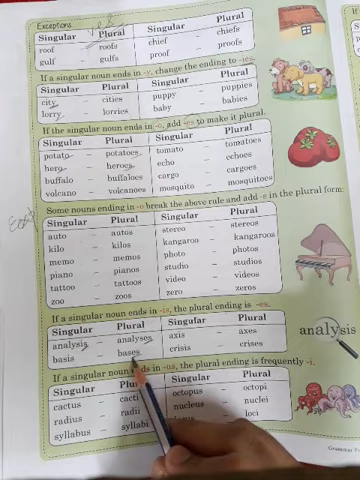 Exceptions
Singular Plural Singular Plural
roof – roofs chief – chiefs
gulf – gulfs proof – proofs
If a singular noun ends in -y, change the ending to -ies.
Singular Plural Singular Plural
city – cities puppy – puppies
lorry – lorries baby – babies
If the singular noun ends in -o, add -es to make it plural.
Singular Plural Singular Plural
potato – potatoes tomato – tomatoes
hero – heroes echo – echoes
buffalo – buffaloes cargo – cargoes
volcano – volcanoes mosquito – mosquitoes
Some nouns ending in -o break the above rule and add -s in the plural form:
Singular Plural Singular Plural
auto – autos stereo – stereos
kilo – kilos kangaroo – kangaroos
memo – memos photo – photos
piano – pianos studio – studios
tattoo – tattoos video – videos
zoo – zoos zero – zeros
If a singular noun ends in -is, the plural ending is -es.
Singular Plural Singular Plural
analysis – analyses axis – axes
basis – bases crisis – crises
analysis
If a singular noun ends in -us, the plural ending is frequently -i.
Singular Plural Singular Plural
cactus – cacti octopus – octopi
radius – radii nucleus – nuclei
syllabus – syllabi – loci
Grammar